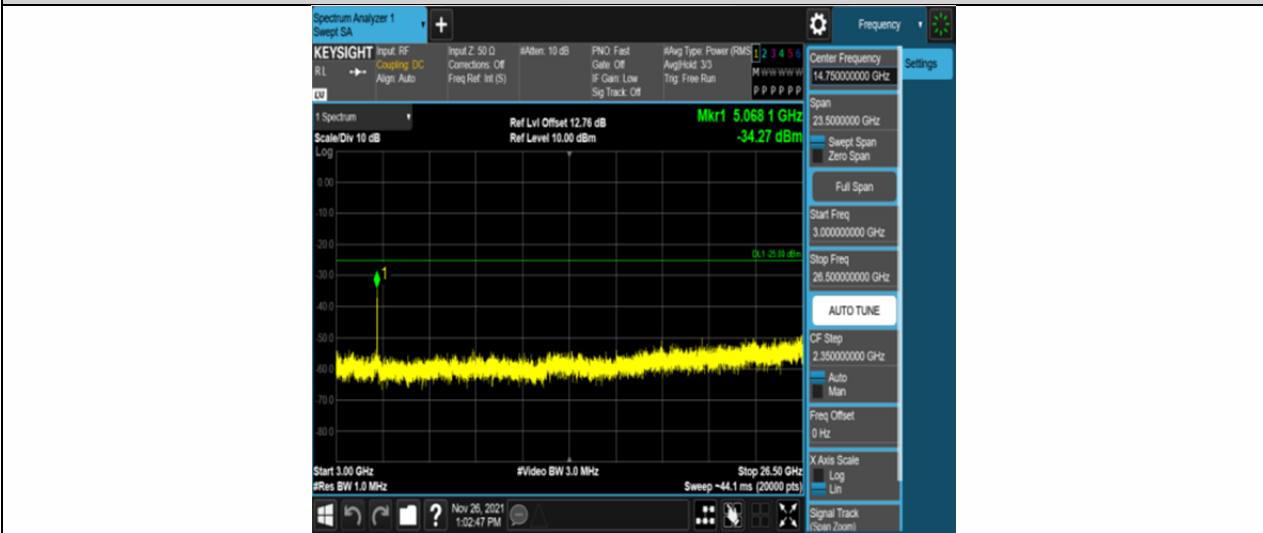 Spectrum Analyzer 1
Swept SA
+
Frequency
KEYSIGHT
Input: RF
Coupling: DC
Align: Auto
Input Z: 50 Ω
Corrections: Off
Freq Ref: Int (S)
#Atten: 10 dB
PNO: Fast
Gate: Off
IF Gain: Low
Sig Track: Off
#Avg Type: Power (RMS
Avg|Hold: 3/3
Trig: Free Run
1 2 3 4 5 6
M W W W W W
P P P P P P
R L
LXI
Center Frequency
14.750000000 GHz
Settings
Span
23.5000000 GHz
Swept Span
Zero Span
Full Span
Start Freq
3.000000000 GHz
Stop Freq
26.500000000 GHz
AUTO TUNE
CF Step
2.350000000 GHz
Auto
Man
Freq Offset
0 Hz
X Axis Scale
Log
Lin
Signal Track
(Span Zoom)
1 Spectrum
Scale/Div 10 dB
Ref Lvl Offset 12.76 dB
Ref Level 10.00 dBm
Mkr1 5.068 1 GHz
-34.27 dBm
Log
0.00
-10.0
-20.0
-30.0
-40.0
-50.0
-60.0
-70.0
-80.0
DL1 -25.00 dBm
1
Start 3.00 GHz
#Res BW 1.0 MHz
#Video BW 3.0 MHz
Stop 26.50 GHz
Sweep ~44.1 ms (20000 pts)
?
Nov 26, 2021
1:02:47 PM